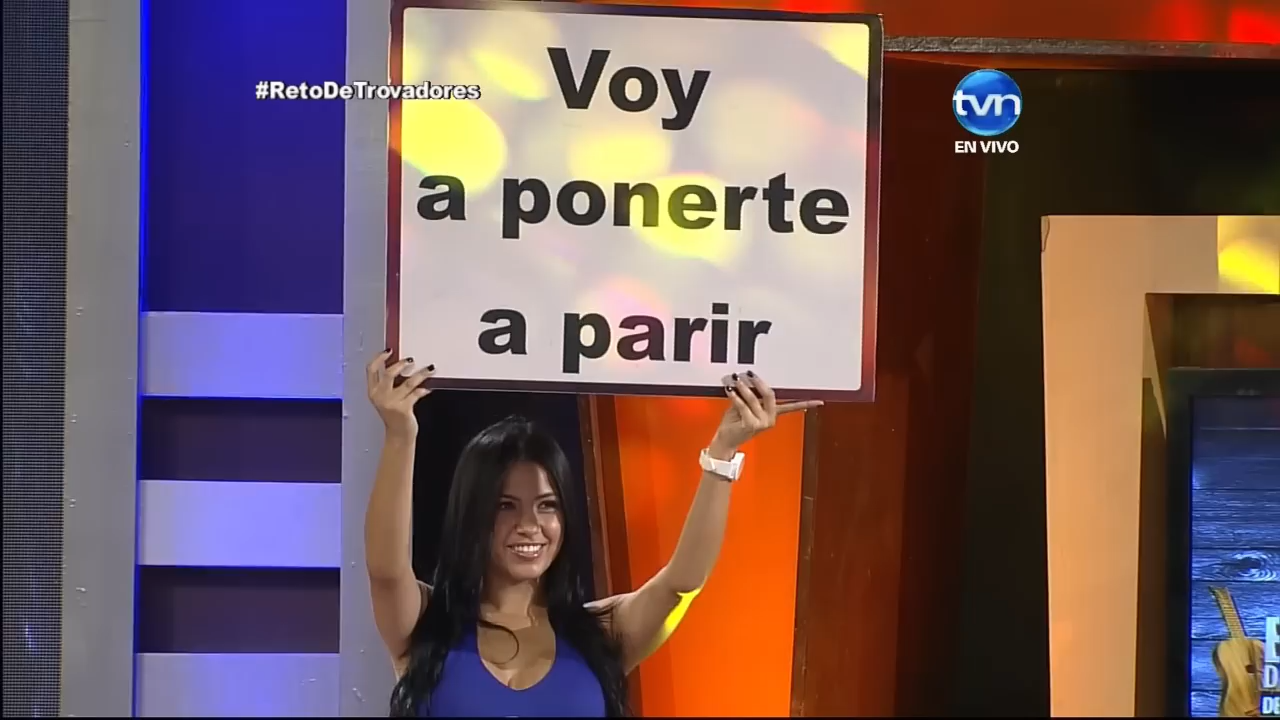 #RetoDeTrovadores
Voy
a ponerte
a parir
tvn
EN VIVO